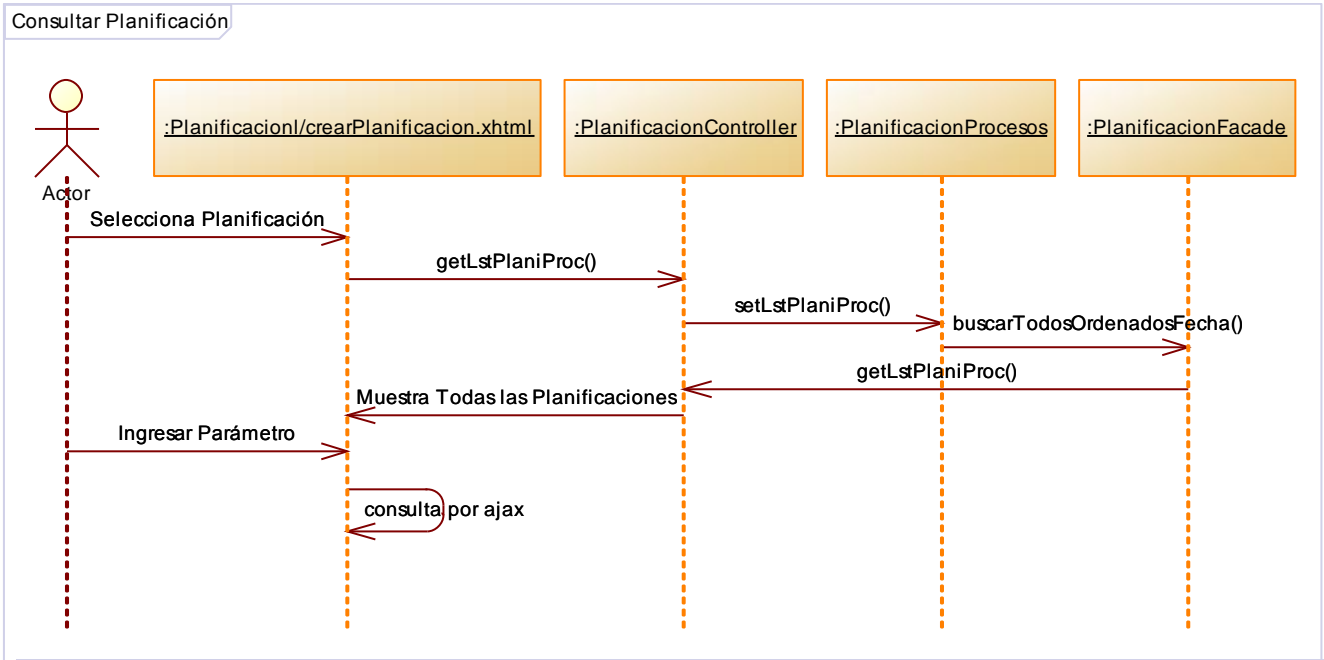 Consultar Planificación
:Planificacionl/crearPlanificacion.xhtml
:PlanificacionController
:PlanificacionProcesos
:PlanificacionFacade
Actor
Selecciona Planificación
getLstPlaniProc()
setLstPlaniProc()
buscarTodosOrdenadosFecha()
getLstPlaniProc()
Muestra Todas las Planificaciones
Ingresar Parámetro
consulta por ajax